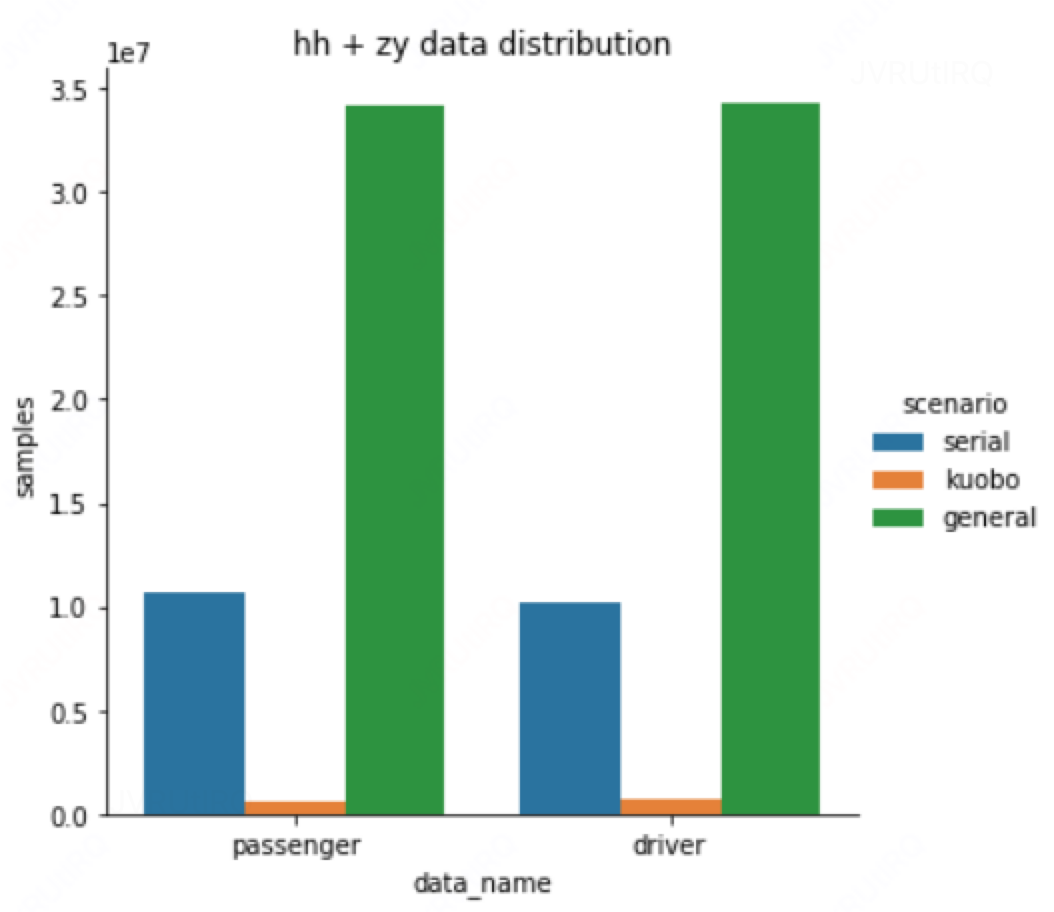 hh + zy data distribution
1e7
3.5
3.0
2.5
2.0
1.5
1.0
0.5
0.0
samples
passenger
driver
data_name
scenario
serial
kuobo
general